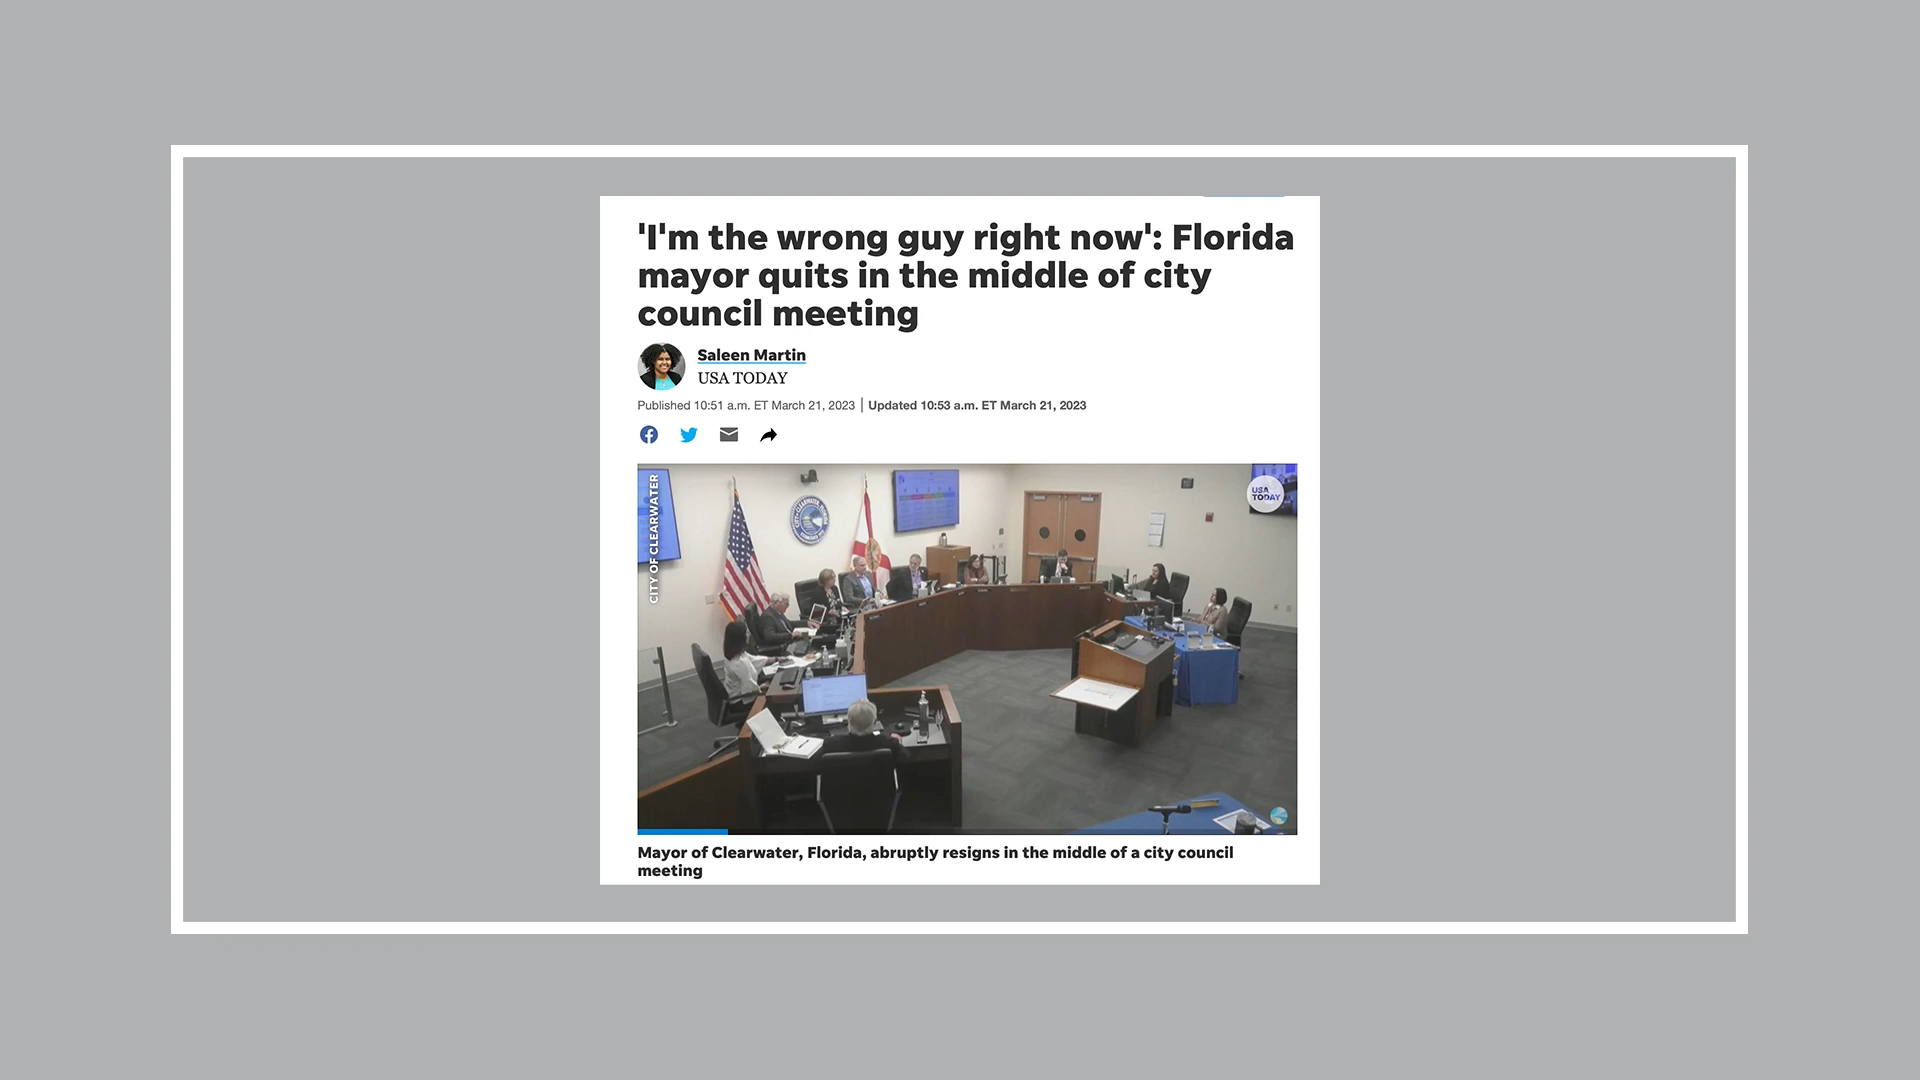 'I'm the wrong guy right now': Florida
mayor quits in the middle of city
council meeting
Saleen Martin
USA TODAY
Published 10:51 a.m. ET March 21, 2023 | Updated 10:53 a.m. ET March 21, 2023
CITY OF CLEARWATER
USA
TODAY
Mayor of Clearwater, Florida, abruptly resigns in the middle of a city council
meeting